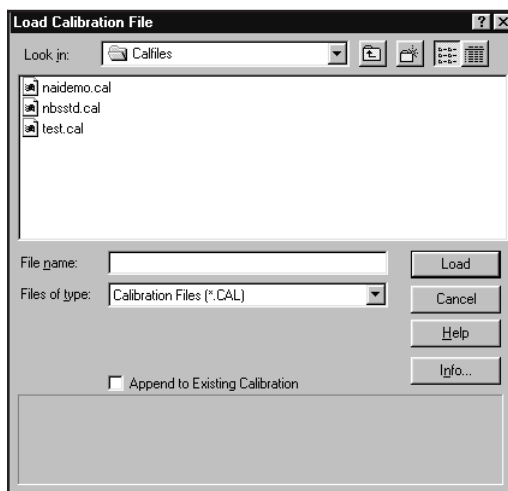 Load Calibration File
Look in: Calfiles
naidemo.cal
nbsstd.cal
test.cal
File name:
Load
Files of type: Calibration Files (*.CAL)
Cancel
Help
Append to Existing Calibration
Info...